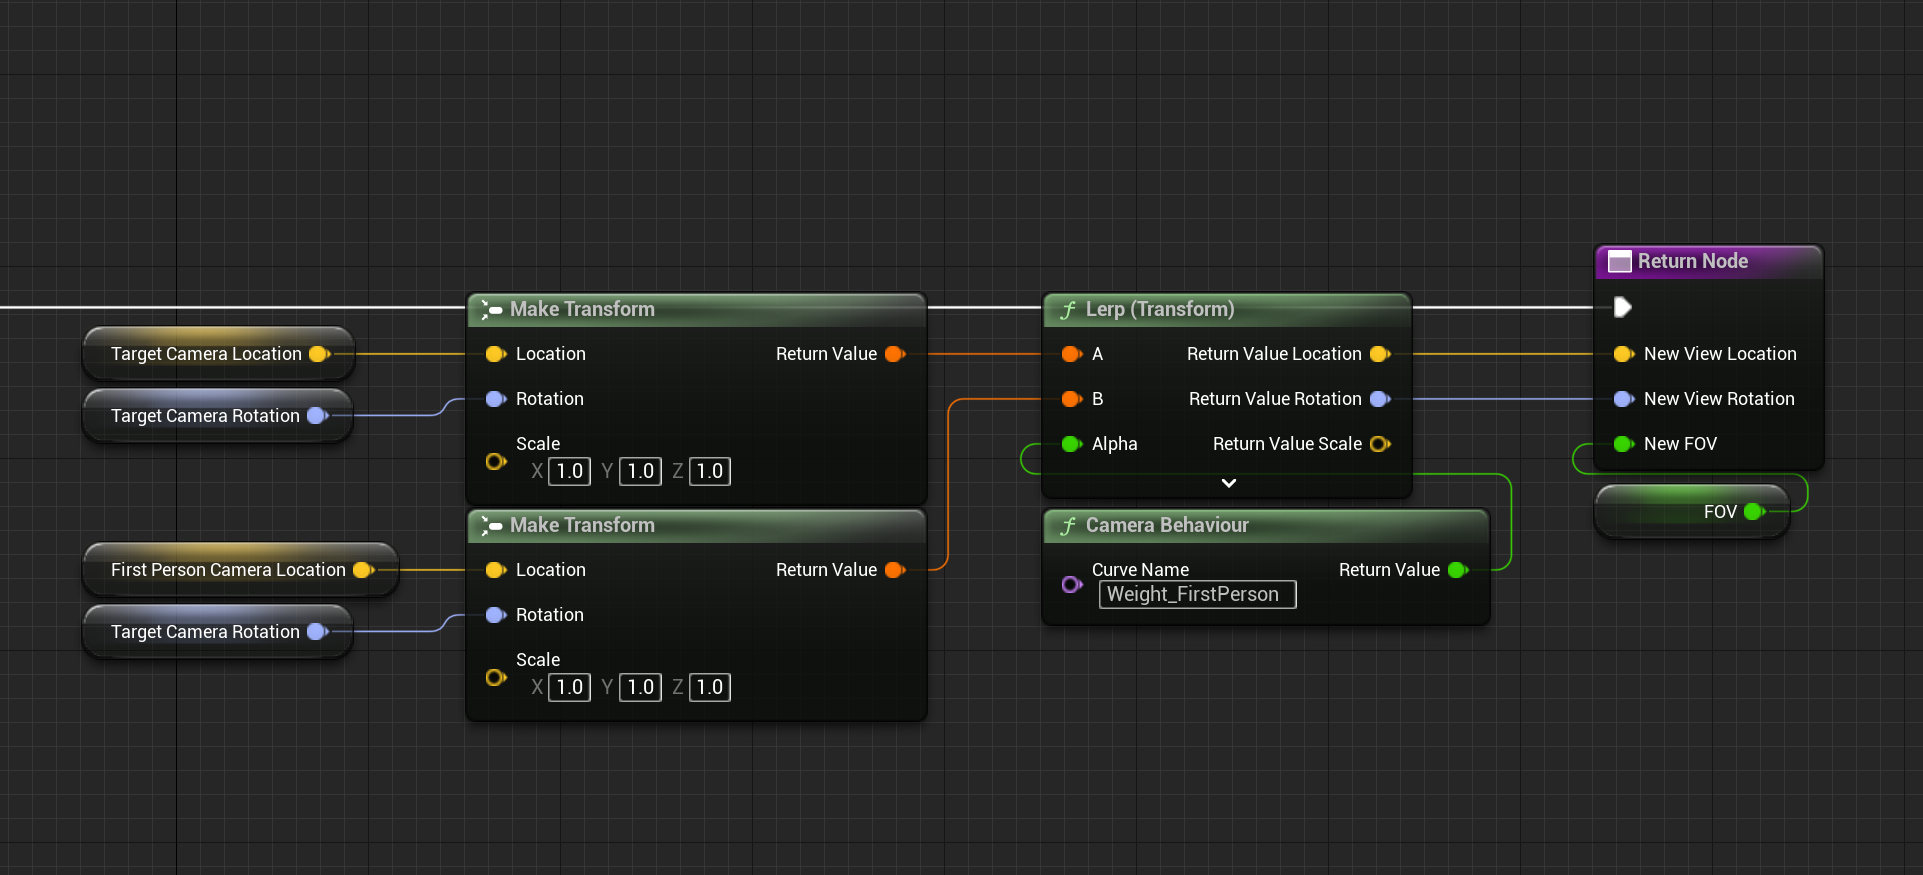 Return Node
Make Transform
Lerp (Transform)
Target Camera Location
Location
Return Value
A
Return Value Location
New View Location
Target Camera Rotation
Rotation
B
Return Value Rotation
New View Rotation
Scale
X 1.0 Y 1.0 Z 1.0
Alpha
Return Value Scale
New FOV
FOV
Make Transform
Camera Behaviour
First Person Camera Location
Location
Return Value
Curve Name
Weight_FirstPerson
Return Value
Target Camera Rotation
Rotation
Scale
X 1.0 Y 1.0 Z 1.0